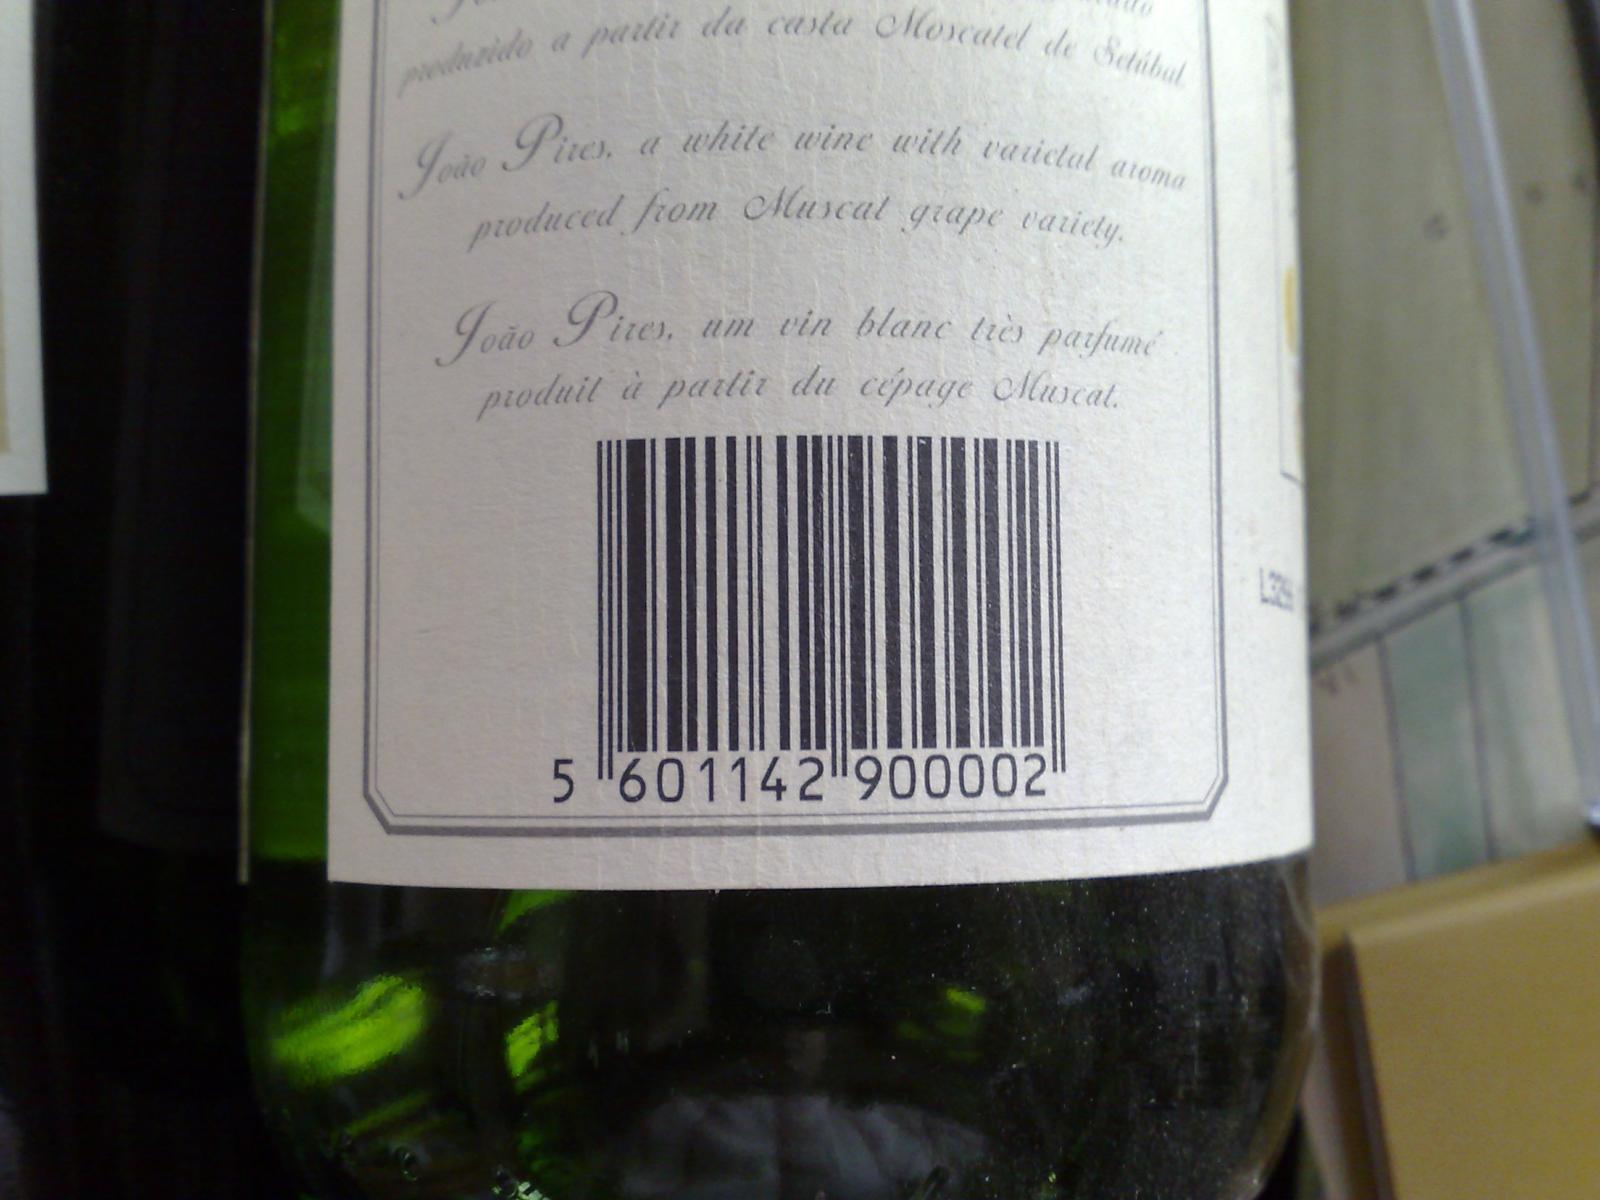 produzido a partir da casta Moscatel de Setúbal.
João Pires, a white wine with varietal aroma
produced from Muscat grape variety.
João Pires, um vin blanc très parfumé
produit à partir du cépage Muscat.
5 601142 900002